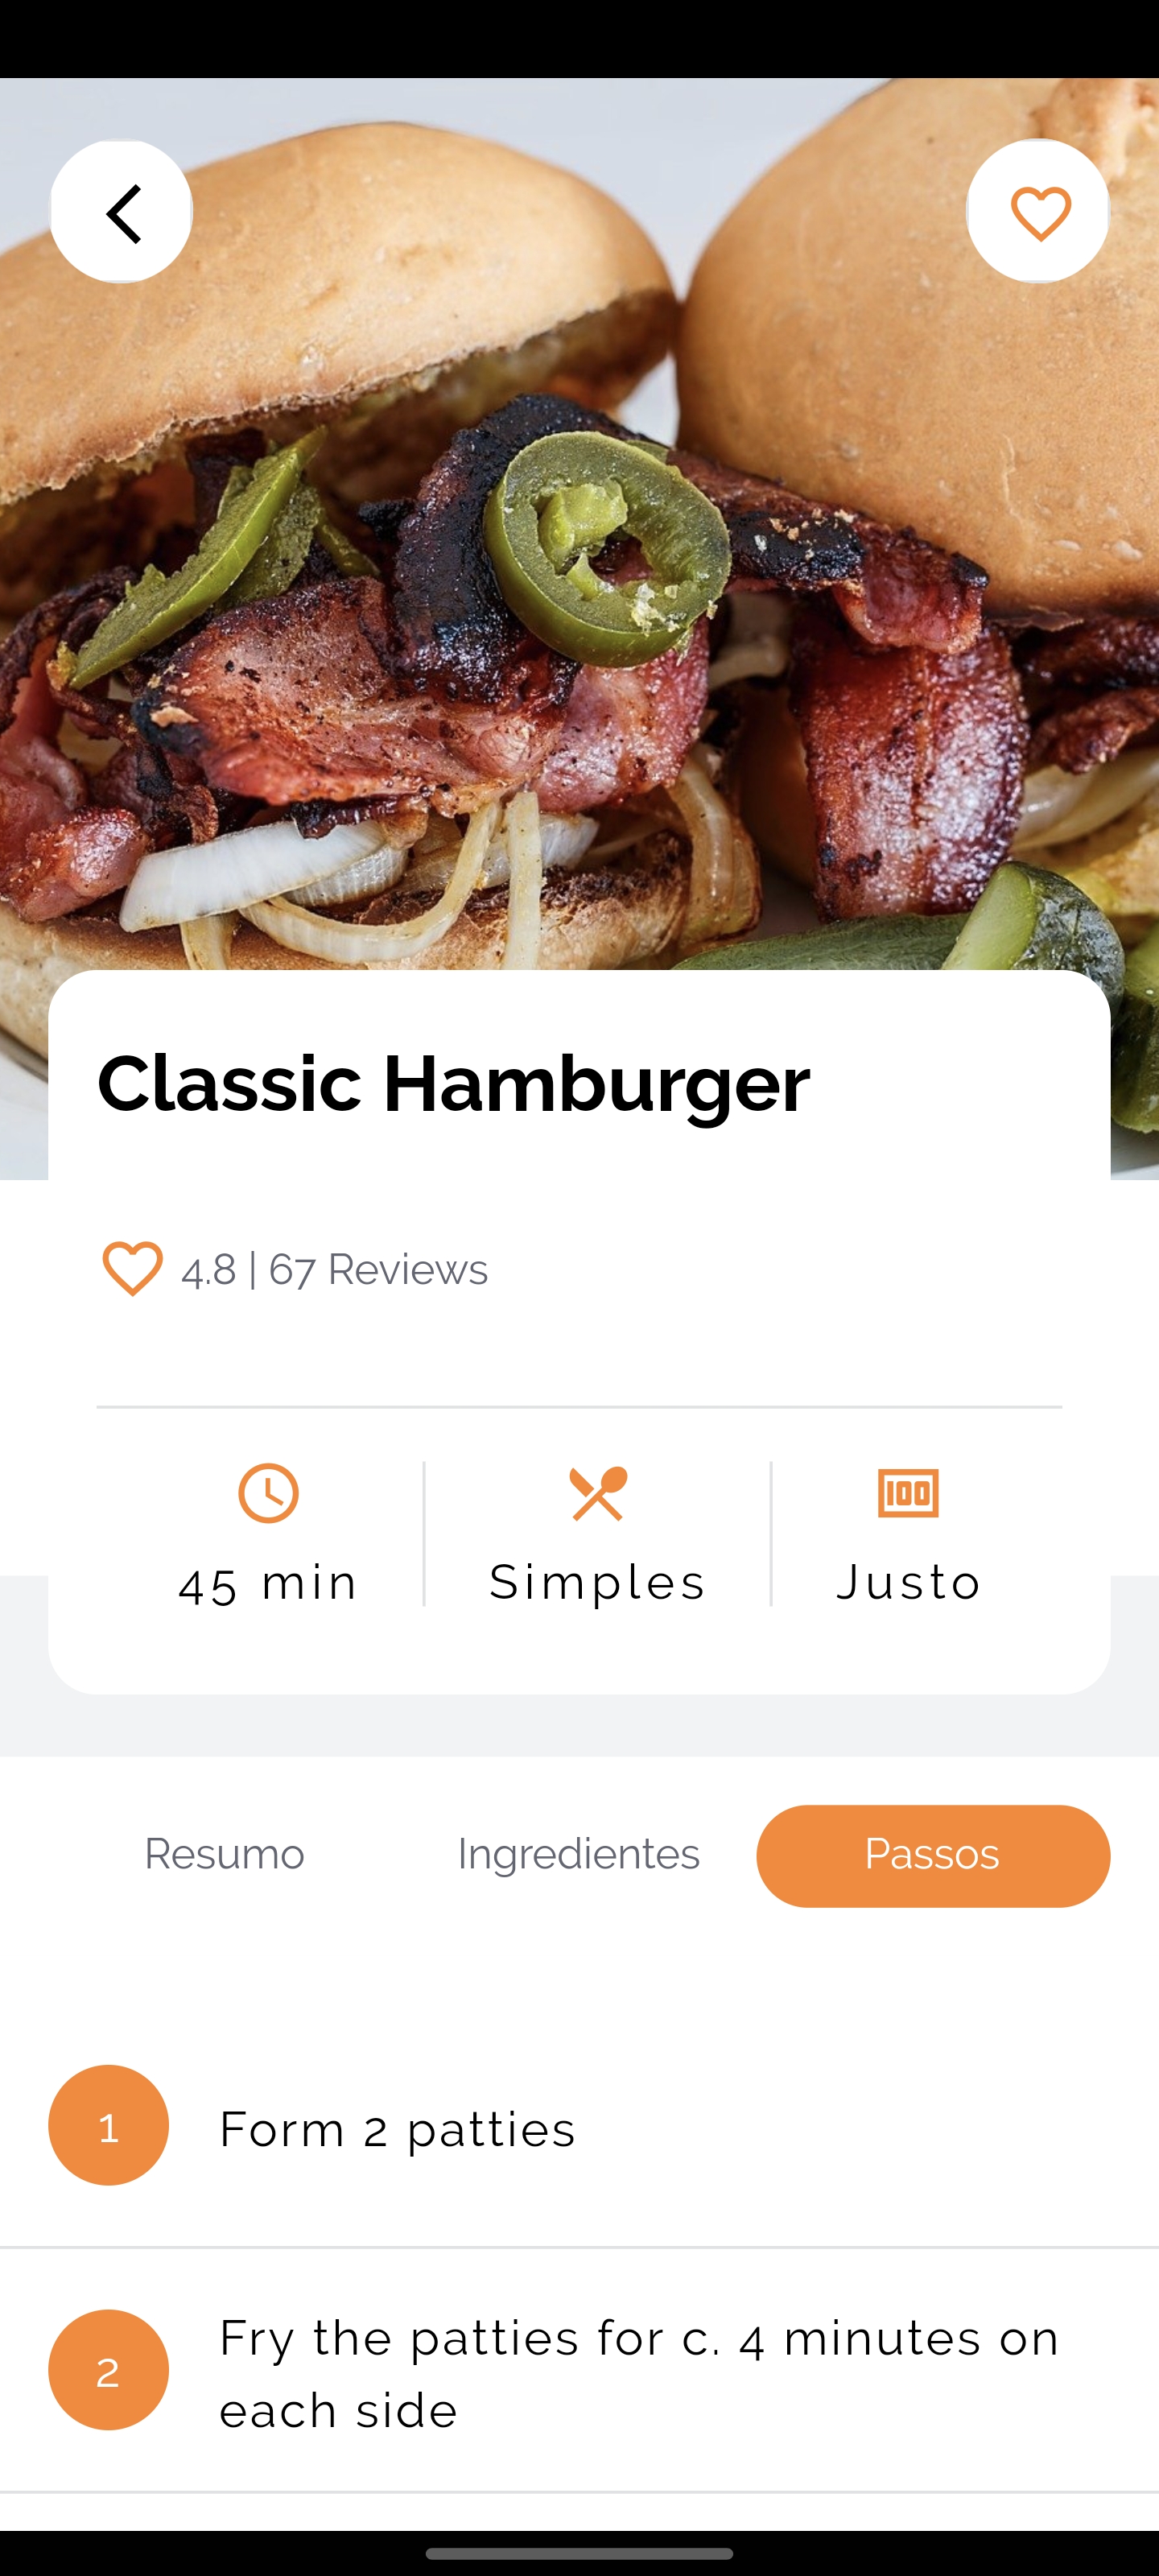 Classic Hamburger
4.8 | 67 Reviews
100
45 min
Simples
Justo
Resumo
Ingredientes
Passos
1
Form 2 patties
2
Fry the patties for c. 4 minutes on
each side